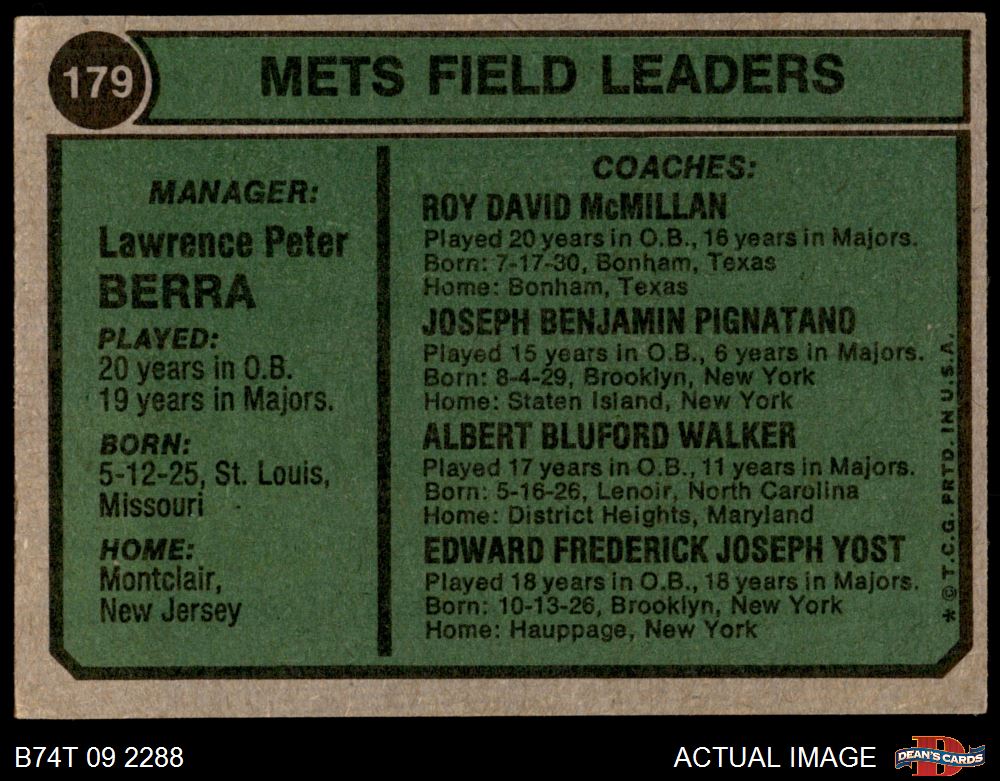 179
METS FIELD LEADERS
MANAGER:
Lawrence Peter
BERRA
PLAYED:
20 years in O.B.
19 years in Majors.
BORN:
5-12-25, St. Louis,
Missouri
HOME:
Montclair,
New Jersey
COACHES:
ROY DAVID McMILLAN
Played 20 years in O.B., 16 years in Majors.
Born: 7-17-30, Bonham, Texas
Home: Bonham, Texas
JOSEPH BENJAMIN PIGNATANO
Played 15 years in O.B., 6 years in Majors.
Born: 8-4-29, Brooklyn, New York
Home: Staten Island, New York
ALBERT BLUFORD WALKER
Played 17 years in O.B., 11 years in Majors.
Born: 5-16-26, Lenoir, North Carolina
Home: District Heights, Maryland
EDWARD FREDERICK JOSEPH YOST
Played 18 years in O.B., 18 years in Majors.
Born: 10-13-26, Brooklyn, New York
Home: Hauppage, New York
* © T.C.G. PRTD. IN U.S.A.
B74T 09 2288
ACTUAL IMAGE
D
DEAN'S CARDS